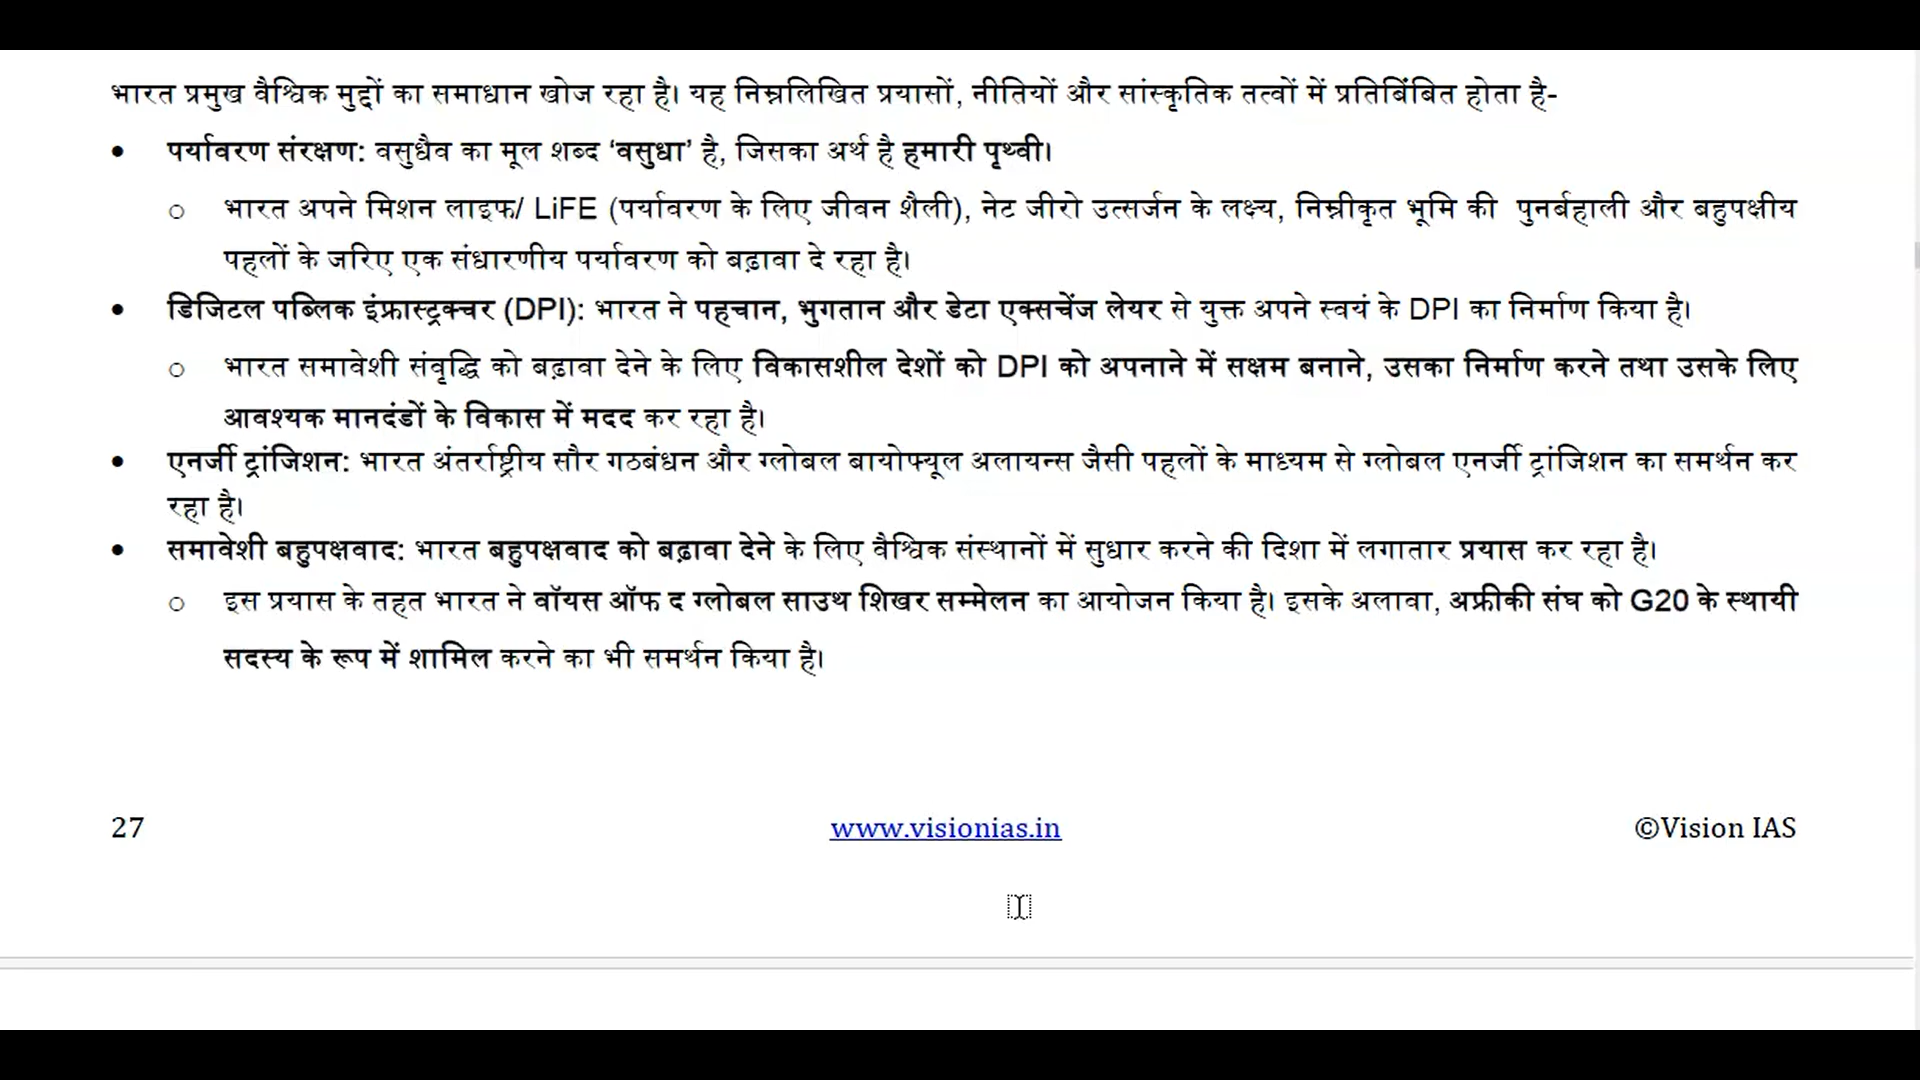 भारत प्रमुख वैश्विक मुद्दों का समाधान खोज रहा है। यह निम्नलिखित प्रयासों, नीतियों और सांस्कृतिक तत्वों में प्रतिबिंबित होता है-
• पर्यावरण संरक्षण: वसुधैव का मूल शब्द ‘वसुधा’ है, जिसका अर्थ है हमारी पृथ्वी।
o भारत अपने मिशन लाइफ/ LiFE (पर्यावरण के लिए जीवन शैली), नेट जीरो उत्सर्जन के लक्ष्य, निम्नीकृत भूमि की पुनर्बहाली और बहुपक्षीय
पहलों के जरिए एक संधारणीय पर्यावरण को बढ़ावा दे रहा है।
• डिजिटल पब्लिक इंफ्रास्ट्रक्चर (DPI): भारत ने पहचान, भुगतान और डेटा एक्सचेंज लेयर से युक्त अपने स्वयं के DPI का निर्माण किया है।
o भारत समावेशी संवृद्धि को बढ़ावा देने के लिए विकासशील देशों को DPI को अपनाने में सक्षम बनाने, उसका निर्माण करने तथा उसके लिए
आवश्यक मानदंडों के विकास में मदद कर रहा है।
• एनर्जी ट्रांजिशन: भारत अंतर्राष्ट्रीय सौर गठबंधन और ग्लोबल बायोफ्यूल अलायन्स जैसी पहलों के माध्यम से ग्लोबल एनर्जी ट्रांजिशन का समर्थन कर
रहा है।
• समावेशी बहुपक्षवाद: भारत बहुपक्षवाद को बढ़ावा देने के लिए वैश्विक संस्थानों में सुधार करने की दिशा में लगातार प्रयास कर रहा है।
o इस प्रयास के तहत भारत ने वॉयस ऑफ द ग्लोबल साउथ शिखर सम्मेलन का आयोजन किया है। इसके अलावा, अफ्रीकी संघ को G20 के स्थायी
सदस्य के रूप में शामिल करने का भी समर्थन किया है।
27 www.visionias.in ©Vision IAS